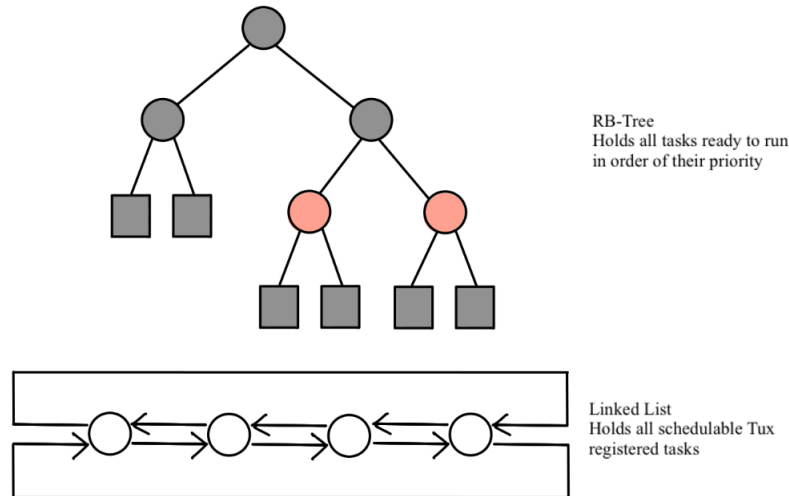 RB-Tree
Holds all tasks ready to run
in order of their priority
Linked List
Holds all schedulable Tux
registered tasks